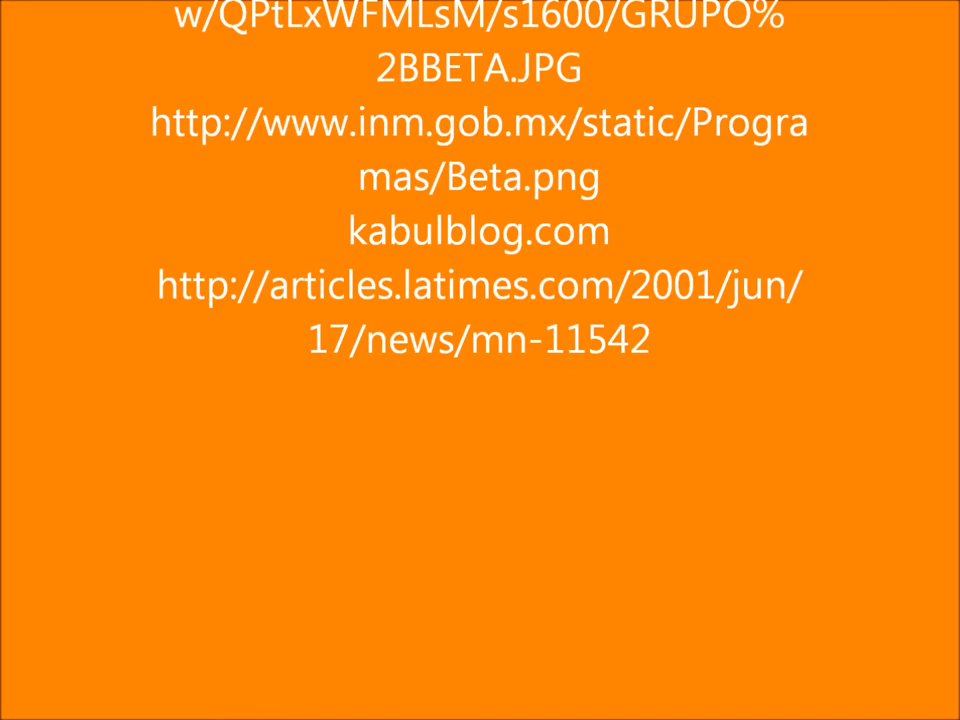 w/QPtLxWFMLsM/s1600/GRUPO%
2BBETA.JPG
http://www.inm.gob.mx/static/Progra
mas/Beta.png
kabulblog.com
http://articles.latimes.com/2001/jun/
17/news/mn-11542